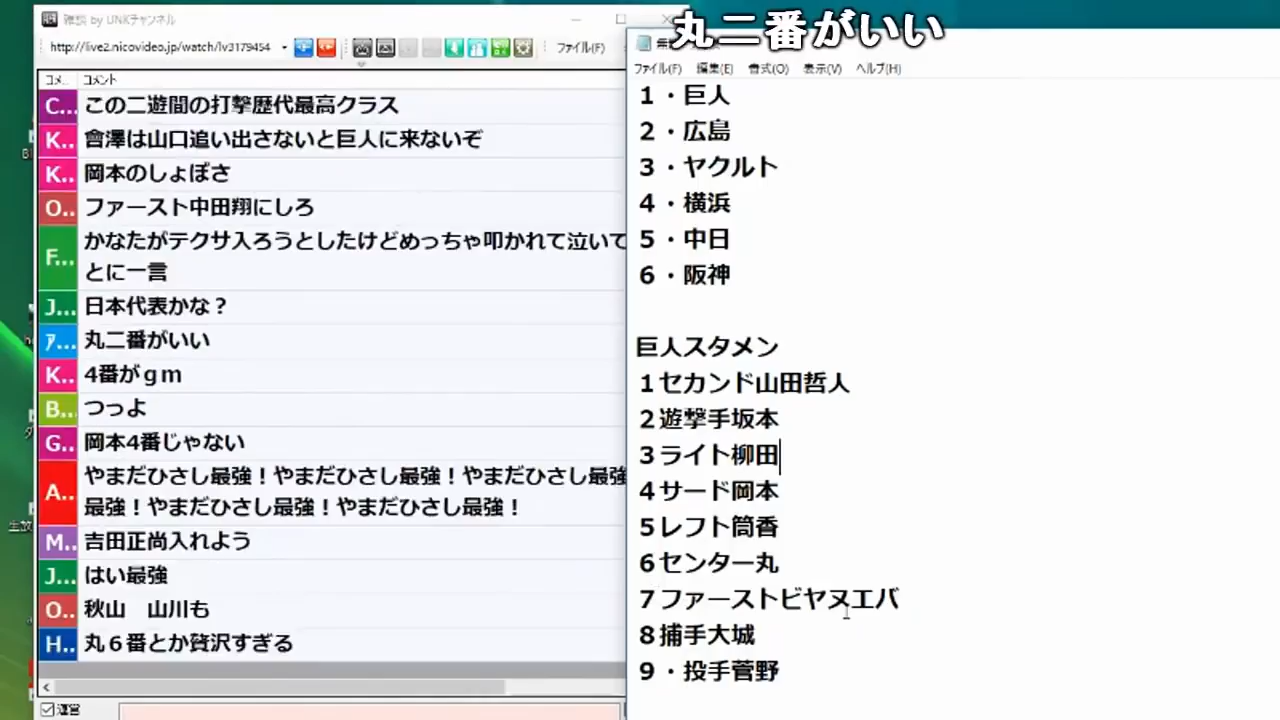 丸二番がいい
雑談 by UNKチャンネル
http://live2.nicovideo.jp/watch/lv3179454
ファイル(F)
コメ..
コメント
C... この二遊間の打撃歴代最高クラス
K.. 會澤は山口追い出さないと巨人に来ないぞ
K.. 岡本のしょぼさ
O.. ファースト中田翔にしろ
F... かなたがテクサ入ろうとしたけどめっちゃ叩かれて泣いて
とに一言
J... 日本代表かな？
ア... 丸二番がいい
K.. 4番がｇｍ
B.. つっよ
G.. 岡本4番じゃない
A.. やまだひさし最強！やまだひさし最強！やまだひさし最強
最強！やまだひさし最強！やまだひさし最強！
M.. 吉田正尚入れよう
J... はい最強
O.. 秋山　山川も
H.. 丸６番とか贅沢すぎる
運営
ファイル(F) 編集(E) 書式(O) 表示(V) ヘルプ(H)
１・巨人
２・広島
３・ヤクルト
４・横浜
５・中日
６・阪神
巨人スタメン
１セカンド山田哲人
２遊撃手坂本
３ライト柳田
４サード岡本
５レフト筒香
６センター丸
７ファーストビヤヌエバ
８捕手大城
９・投手菅野